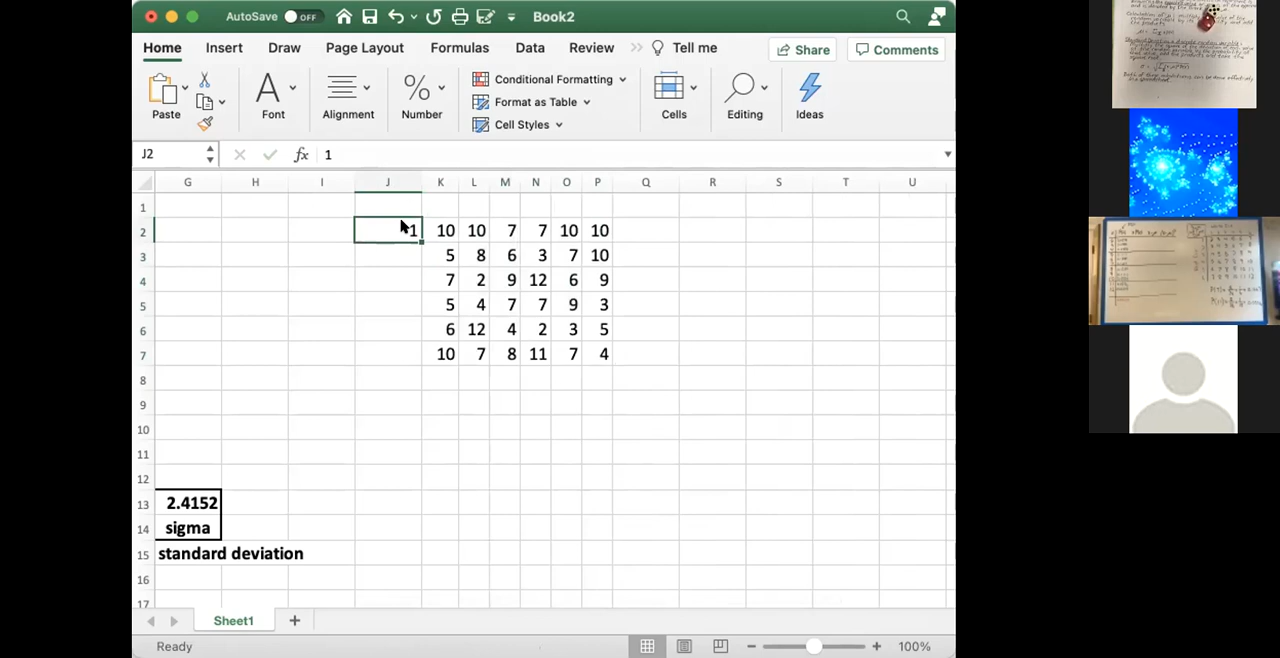 AutoSave OFF Book2
Home Insert Draw Page Layout Formulas Data Review Tell me Share Comments
Paste Font Alignment Number Conditional Formatting Format as Table Cell Styles Cells Editing Ideas
J2 fx 1
G H I J K L M N O P Q R S T U
1
2 1 10 10 7 7 10 10
3 5 8 6 3 7 10
4 7 2 9 12 6 9
5 5 4 7 7 9 3
6 6 12 4 2 3 5
7 10 7 8 11 7 4
8
9
10
11
12
13 2.4152
14 sigma
15 standard deviation
16
17
Sheet1
Ready 100%